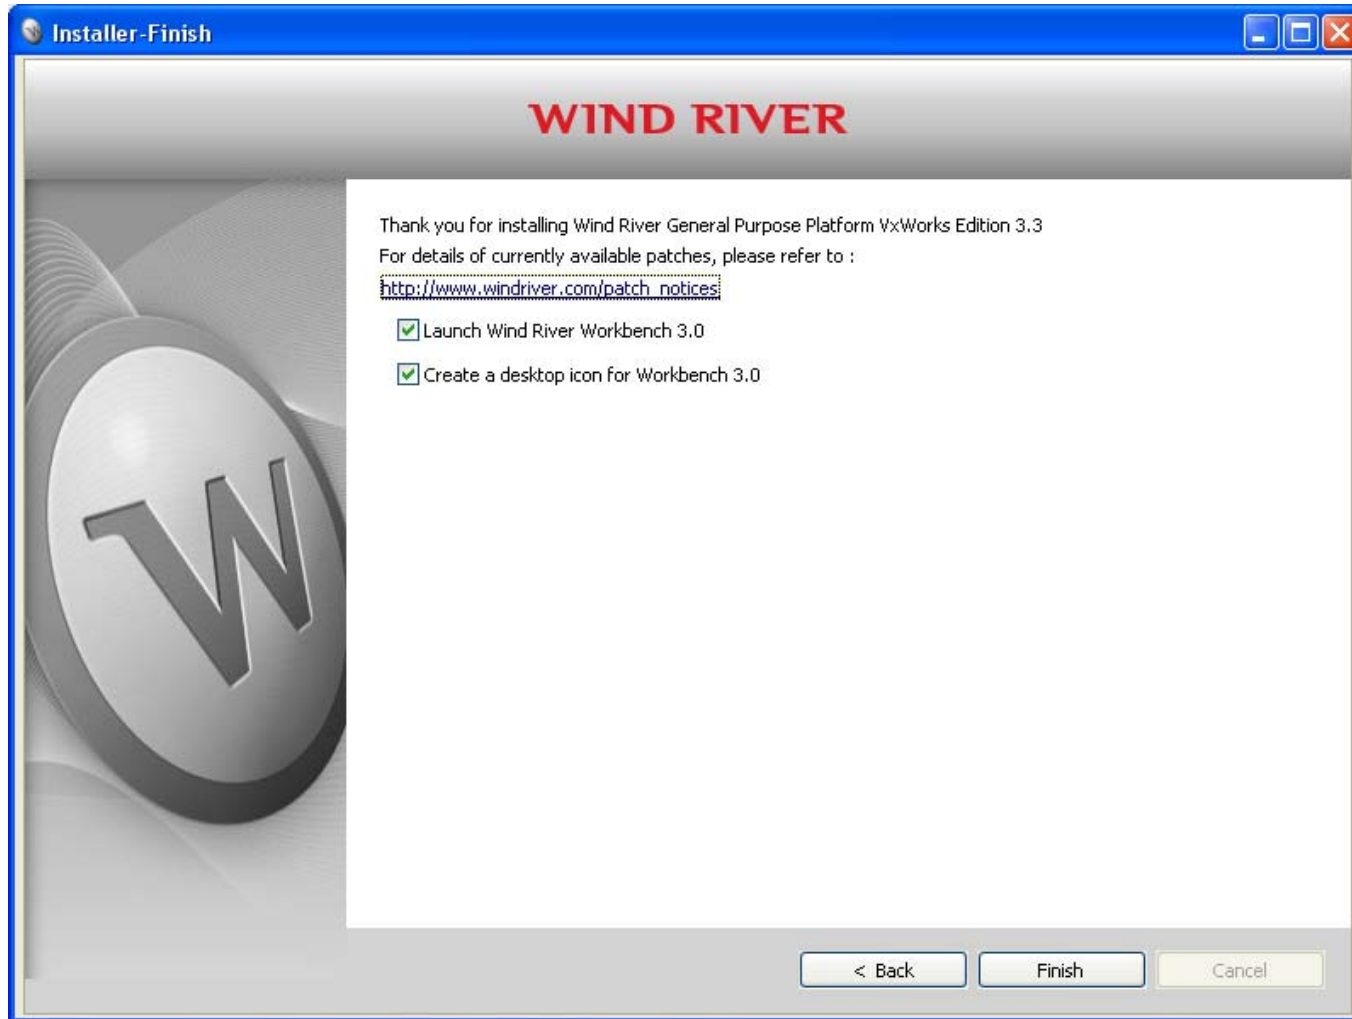 Installer-Finish
WIND RIVER
Thank you for installing Wind River General Purpose Platform VxWorks Edition 3.3
For details of currently available patches, please refer to :
http://www.windriver.com/patch_notices
Launch Wind River Workbench 3.0
Create a desktop icon for Workbench 3.0
W
< Back
Finish
Cancel